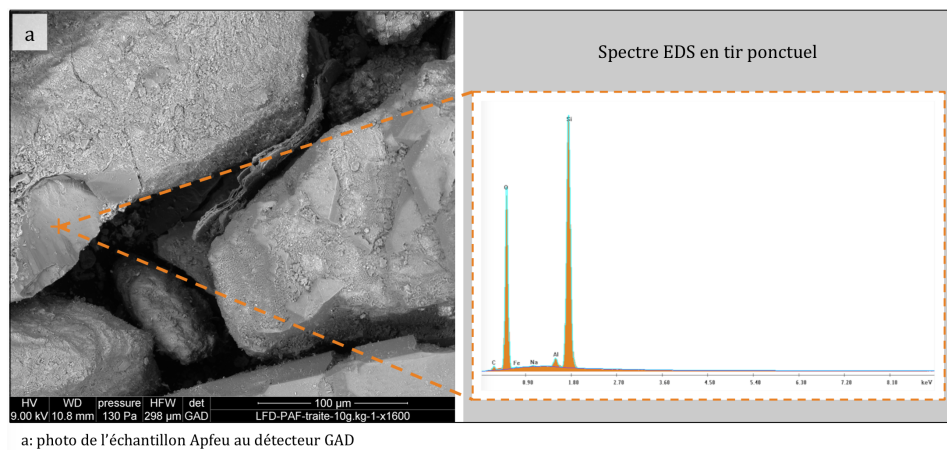 a
Spectre EDS en tir ponctuel
Si
O
C
Fe
Na
Al
0.90 1.80 2.70 3.60 4.50 5.40 6.30 7.20 8.10 keV
HV WD pressure HFW det
9.00 kV 10.8 mm 130 Pa 298 µm GAD
100 µm
LFD-PAF-traite-10g.kg-1-x1600
a: photo de l'échantillon Apfeu au détecteur GAD